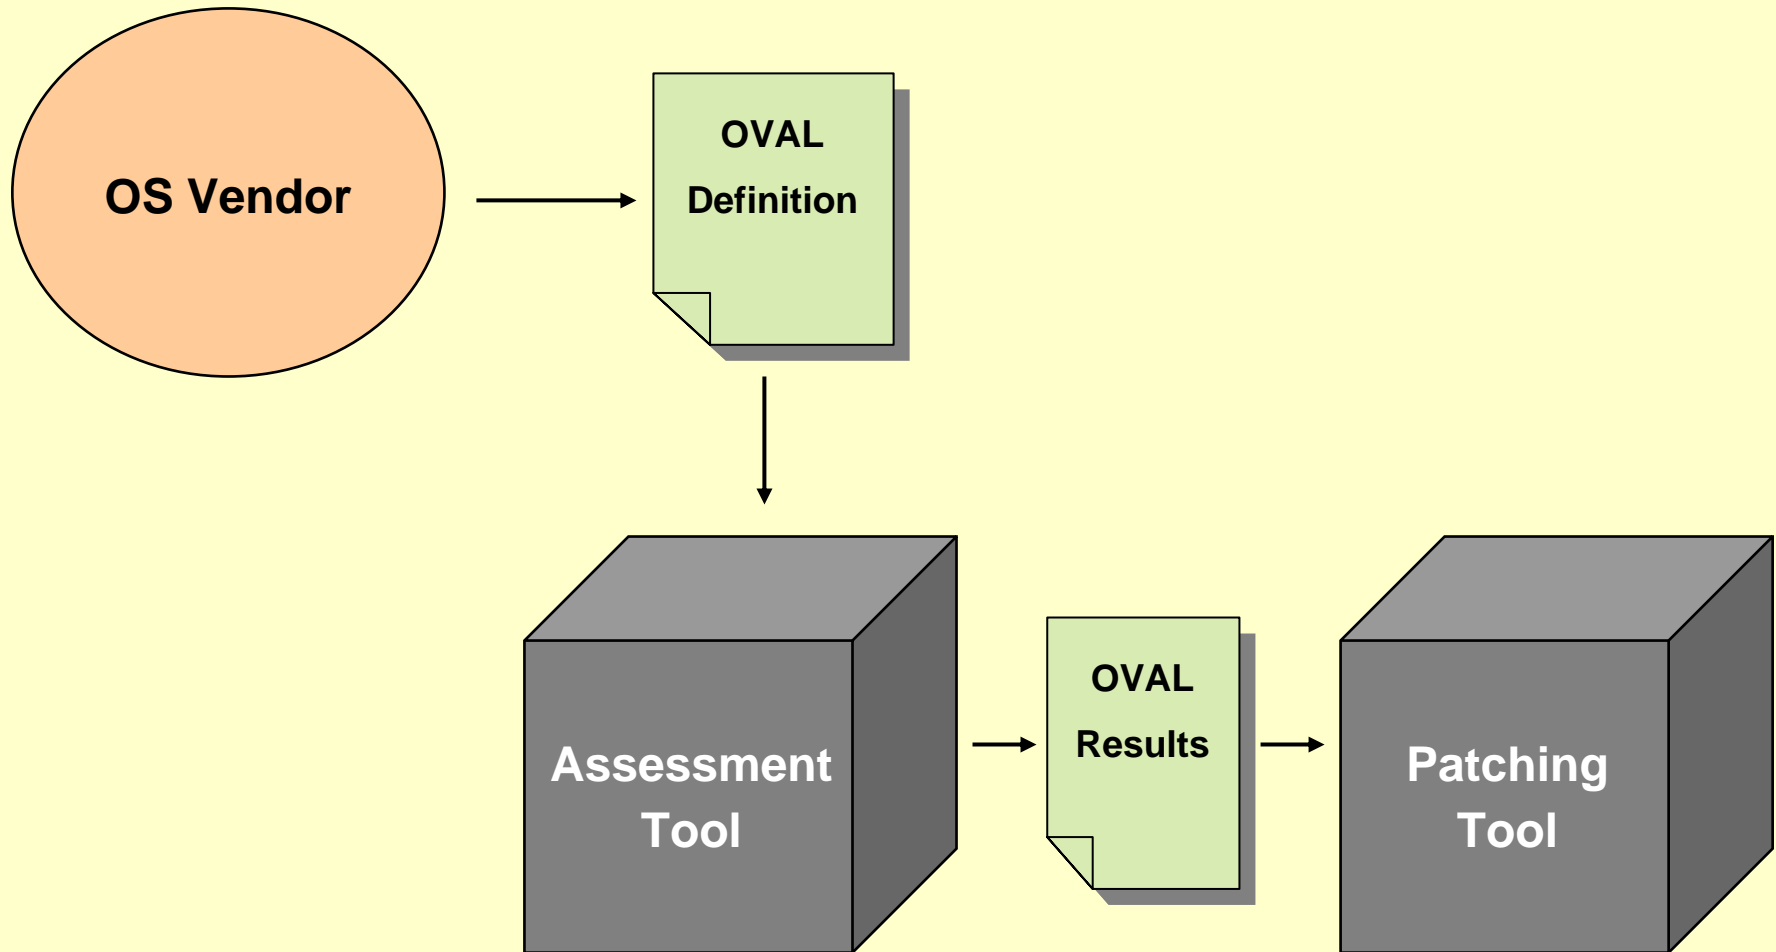 OS Vendor
OVAL
Definition
Assessment
Tool
OVAL
Results
Patching
Tool